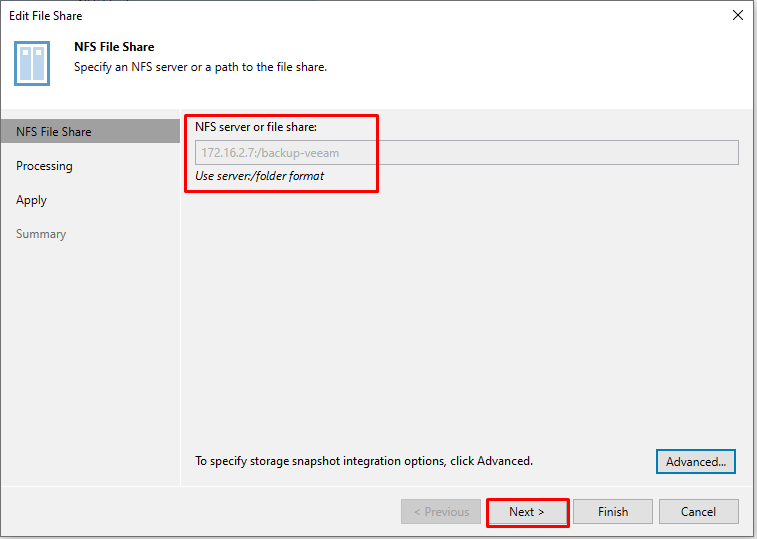 Edit File Share
NFS File Share
Specify an NFS server or a path to the file share.
NFS File Share
Processing
Apply
Summary
NFS server or file share:
172.16.2.7:/backup-veeam
Use server:/folder format
To specify storage snapshot integration options, click Advanced.
Advanced...
< Previous
Next >
Finish
Cancel